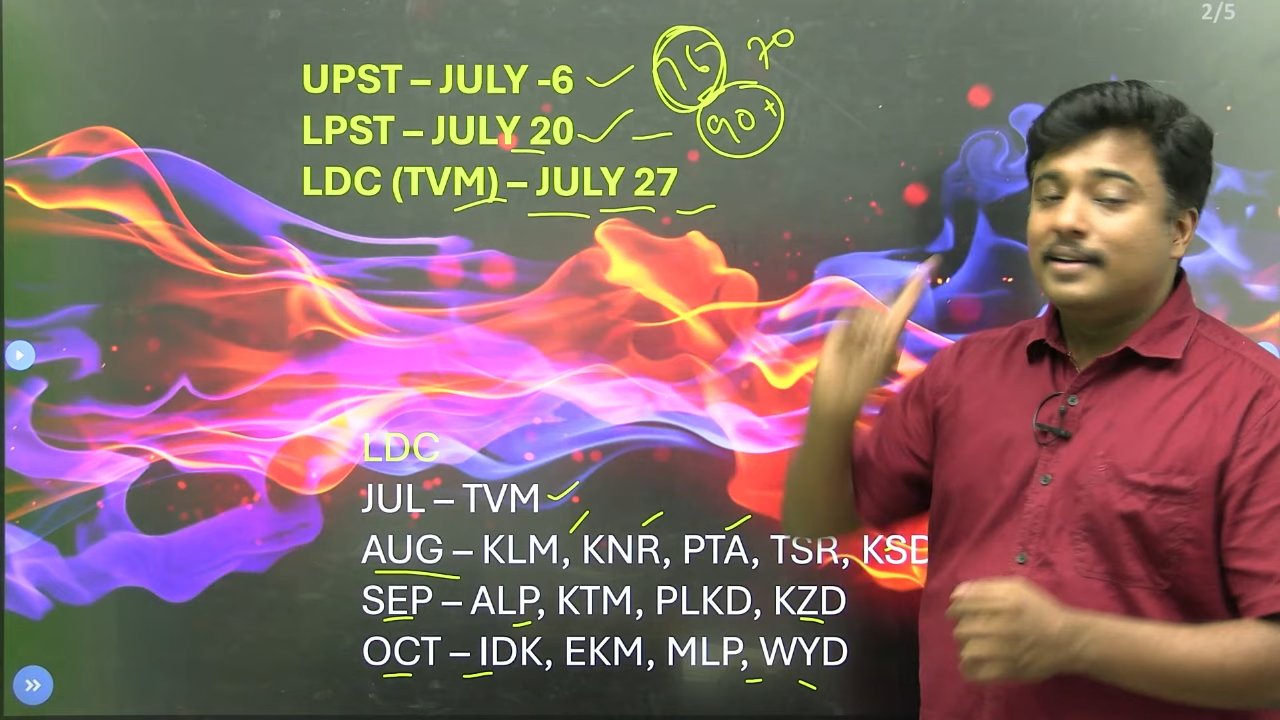 2/5
UPST – JULY -6
75
70
LPST – JULY 20
90+
LDC (TVM) – JULY 27
LDC
JUL – TVM
AUG – KLM, KNR, PTA, TSR, KSD
SEP – ALP, KTM, PLKD, KZD
OCT – IDK, EKM, MLP, WYD